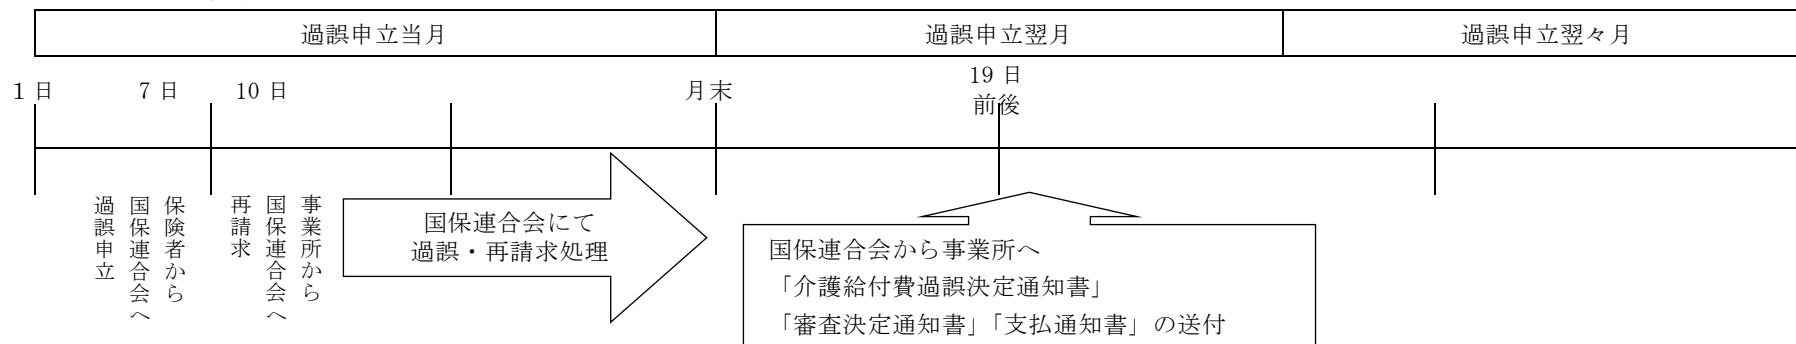 過誤申立当月
過誤申立翌月
過誤申立翌々月
1日
7日
10日
月末
19日
前後
保険者から
国保連合会へ
過誤申立
事業所から
国保連合会へ
再請求
国保連合会にて
過誤・再請求処理
国保連合会から事業所へ
「介護給付費過誤決定通知書」
「審査決定通知書」「支払通知書」の送付